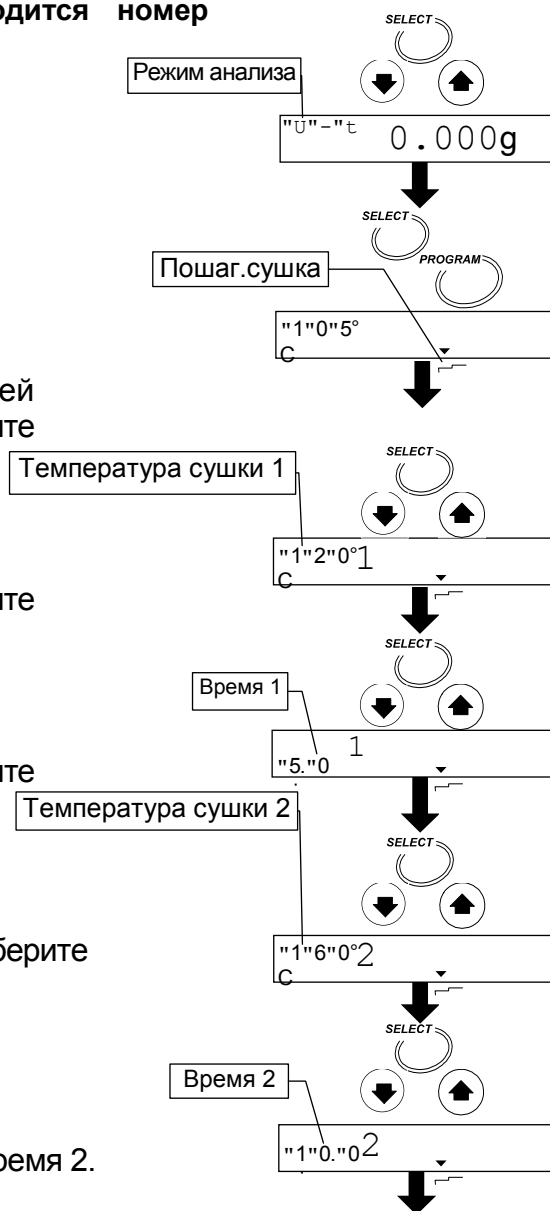 одится номер
SELECT
Режим анализа
"U"-"t 0.000g
SELECT
PROGRAM
Пошаг.сушка
"1"0"5°
C
ей
ите
SELECT
Температура сушки 1
"1"2"0°1
C
ите
SELECT
Время 1
1
"5."0
ите
Температура сушки 2
SELECT
берите
"1"6"0°2
C
SELECT
Время 2
"1"0."02
ремя 2.